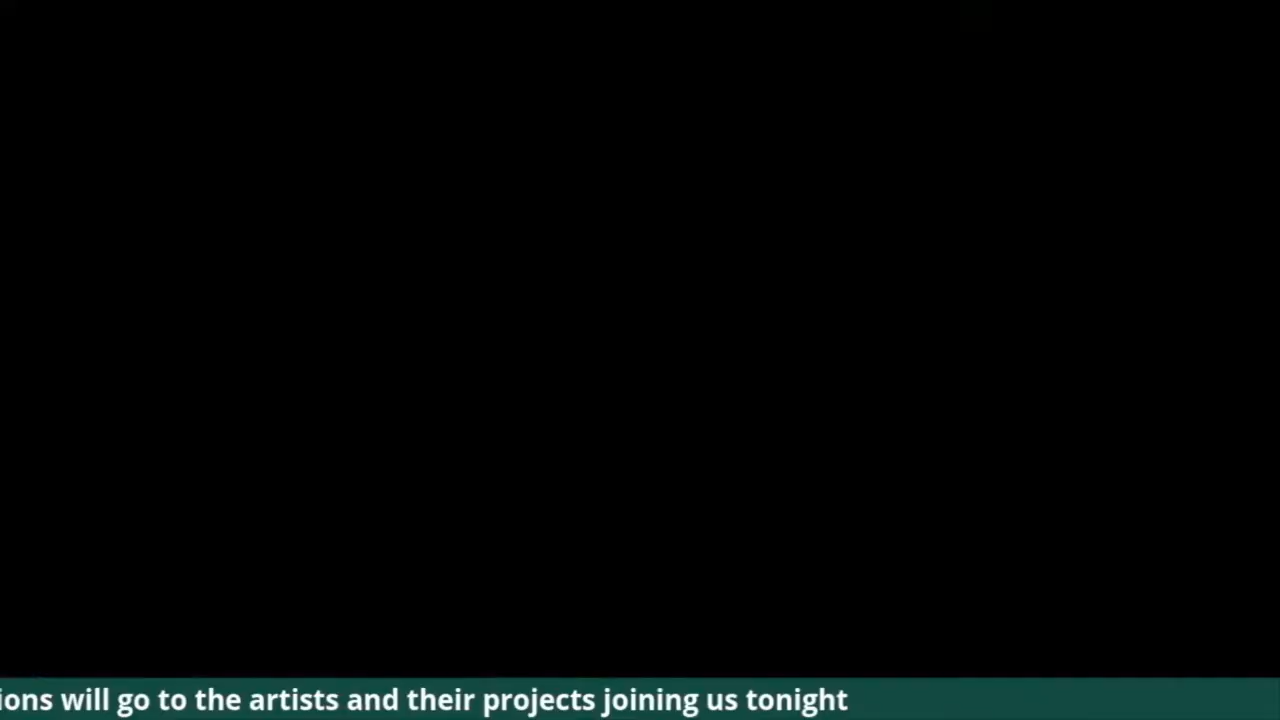 ions will go to the artists and their projects joining us tonight